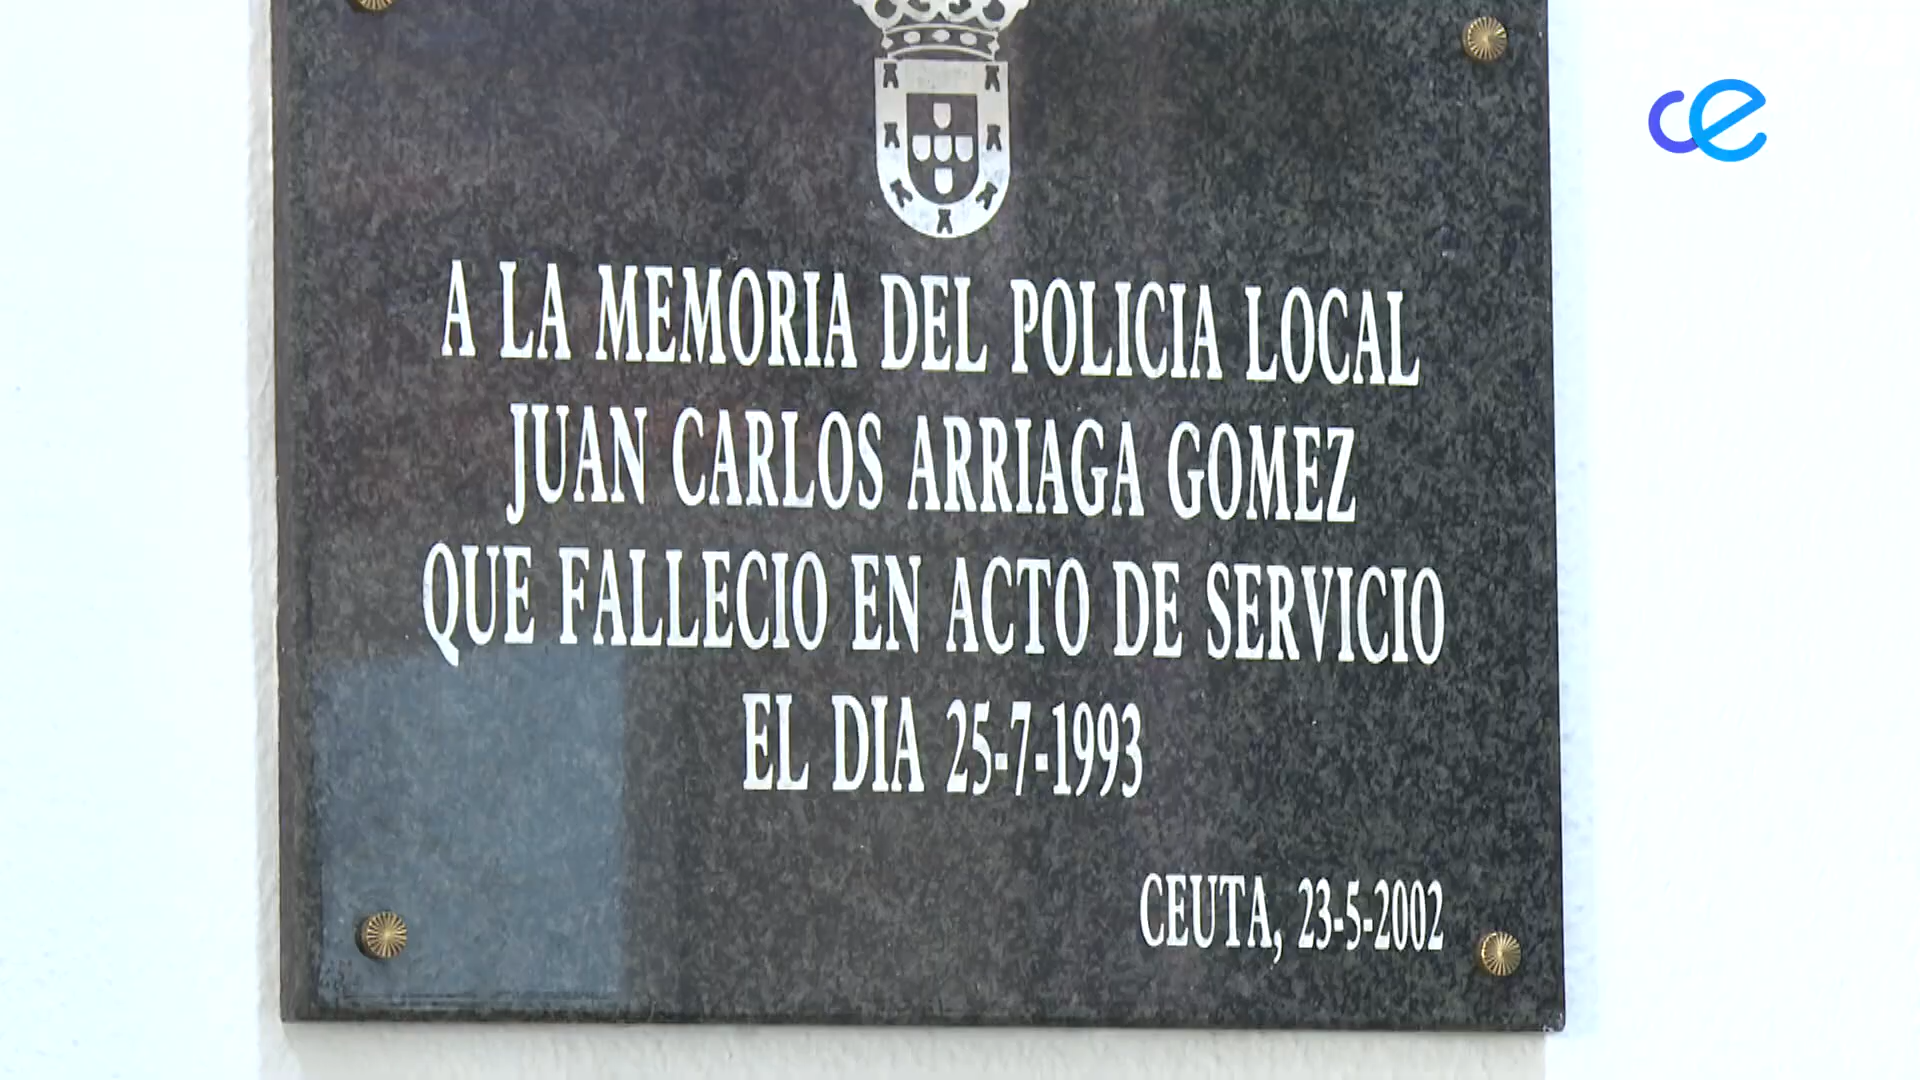 ce
A LA MEMORIA DEL POLICIA LOCAL
JUAN CARLOS ARRIAGA GOMEZ
QUE FALLECIO EN ACTO DE SERVICIO
EL DIA 25-7-1993
CEUTA, 23-5-2002